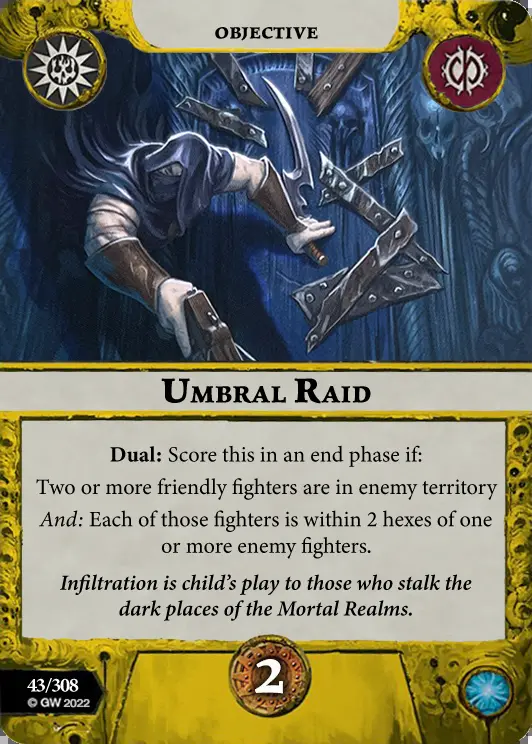 OBJECTIVE
UMBRAL RAID
Dual: Score this in an end phase if:
Two or more friendly fighters are in enemy territory
And: Each of those fighters is within 2 hexes of one
or more enemy fighters.
Infiltration is child's play to those who stalk the
dark places of the Mortal Realms.
2
43/308
© GW 2022